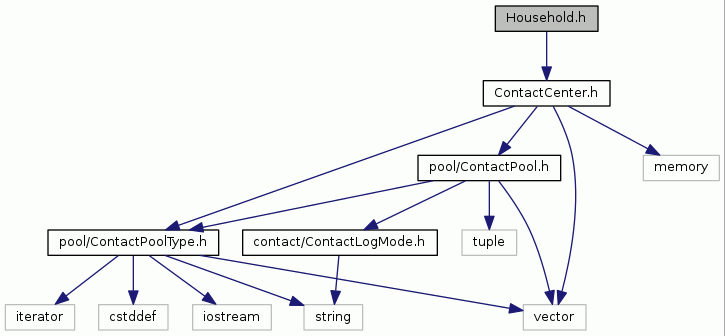 Household.h
ContactCenter.h
pool/ContactPool.h
memory
pool/ContactPoolType.h
contact/ContactLogMode.h
tuple
iterator
cstddef
iostream
string
vector